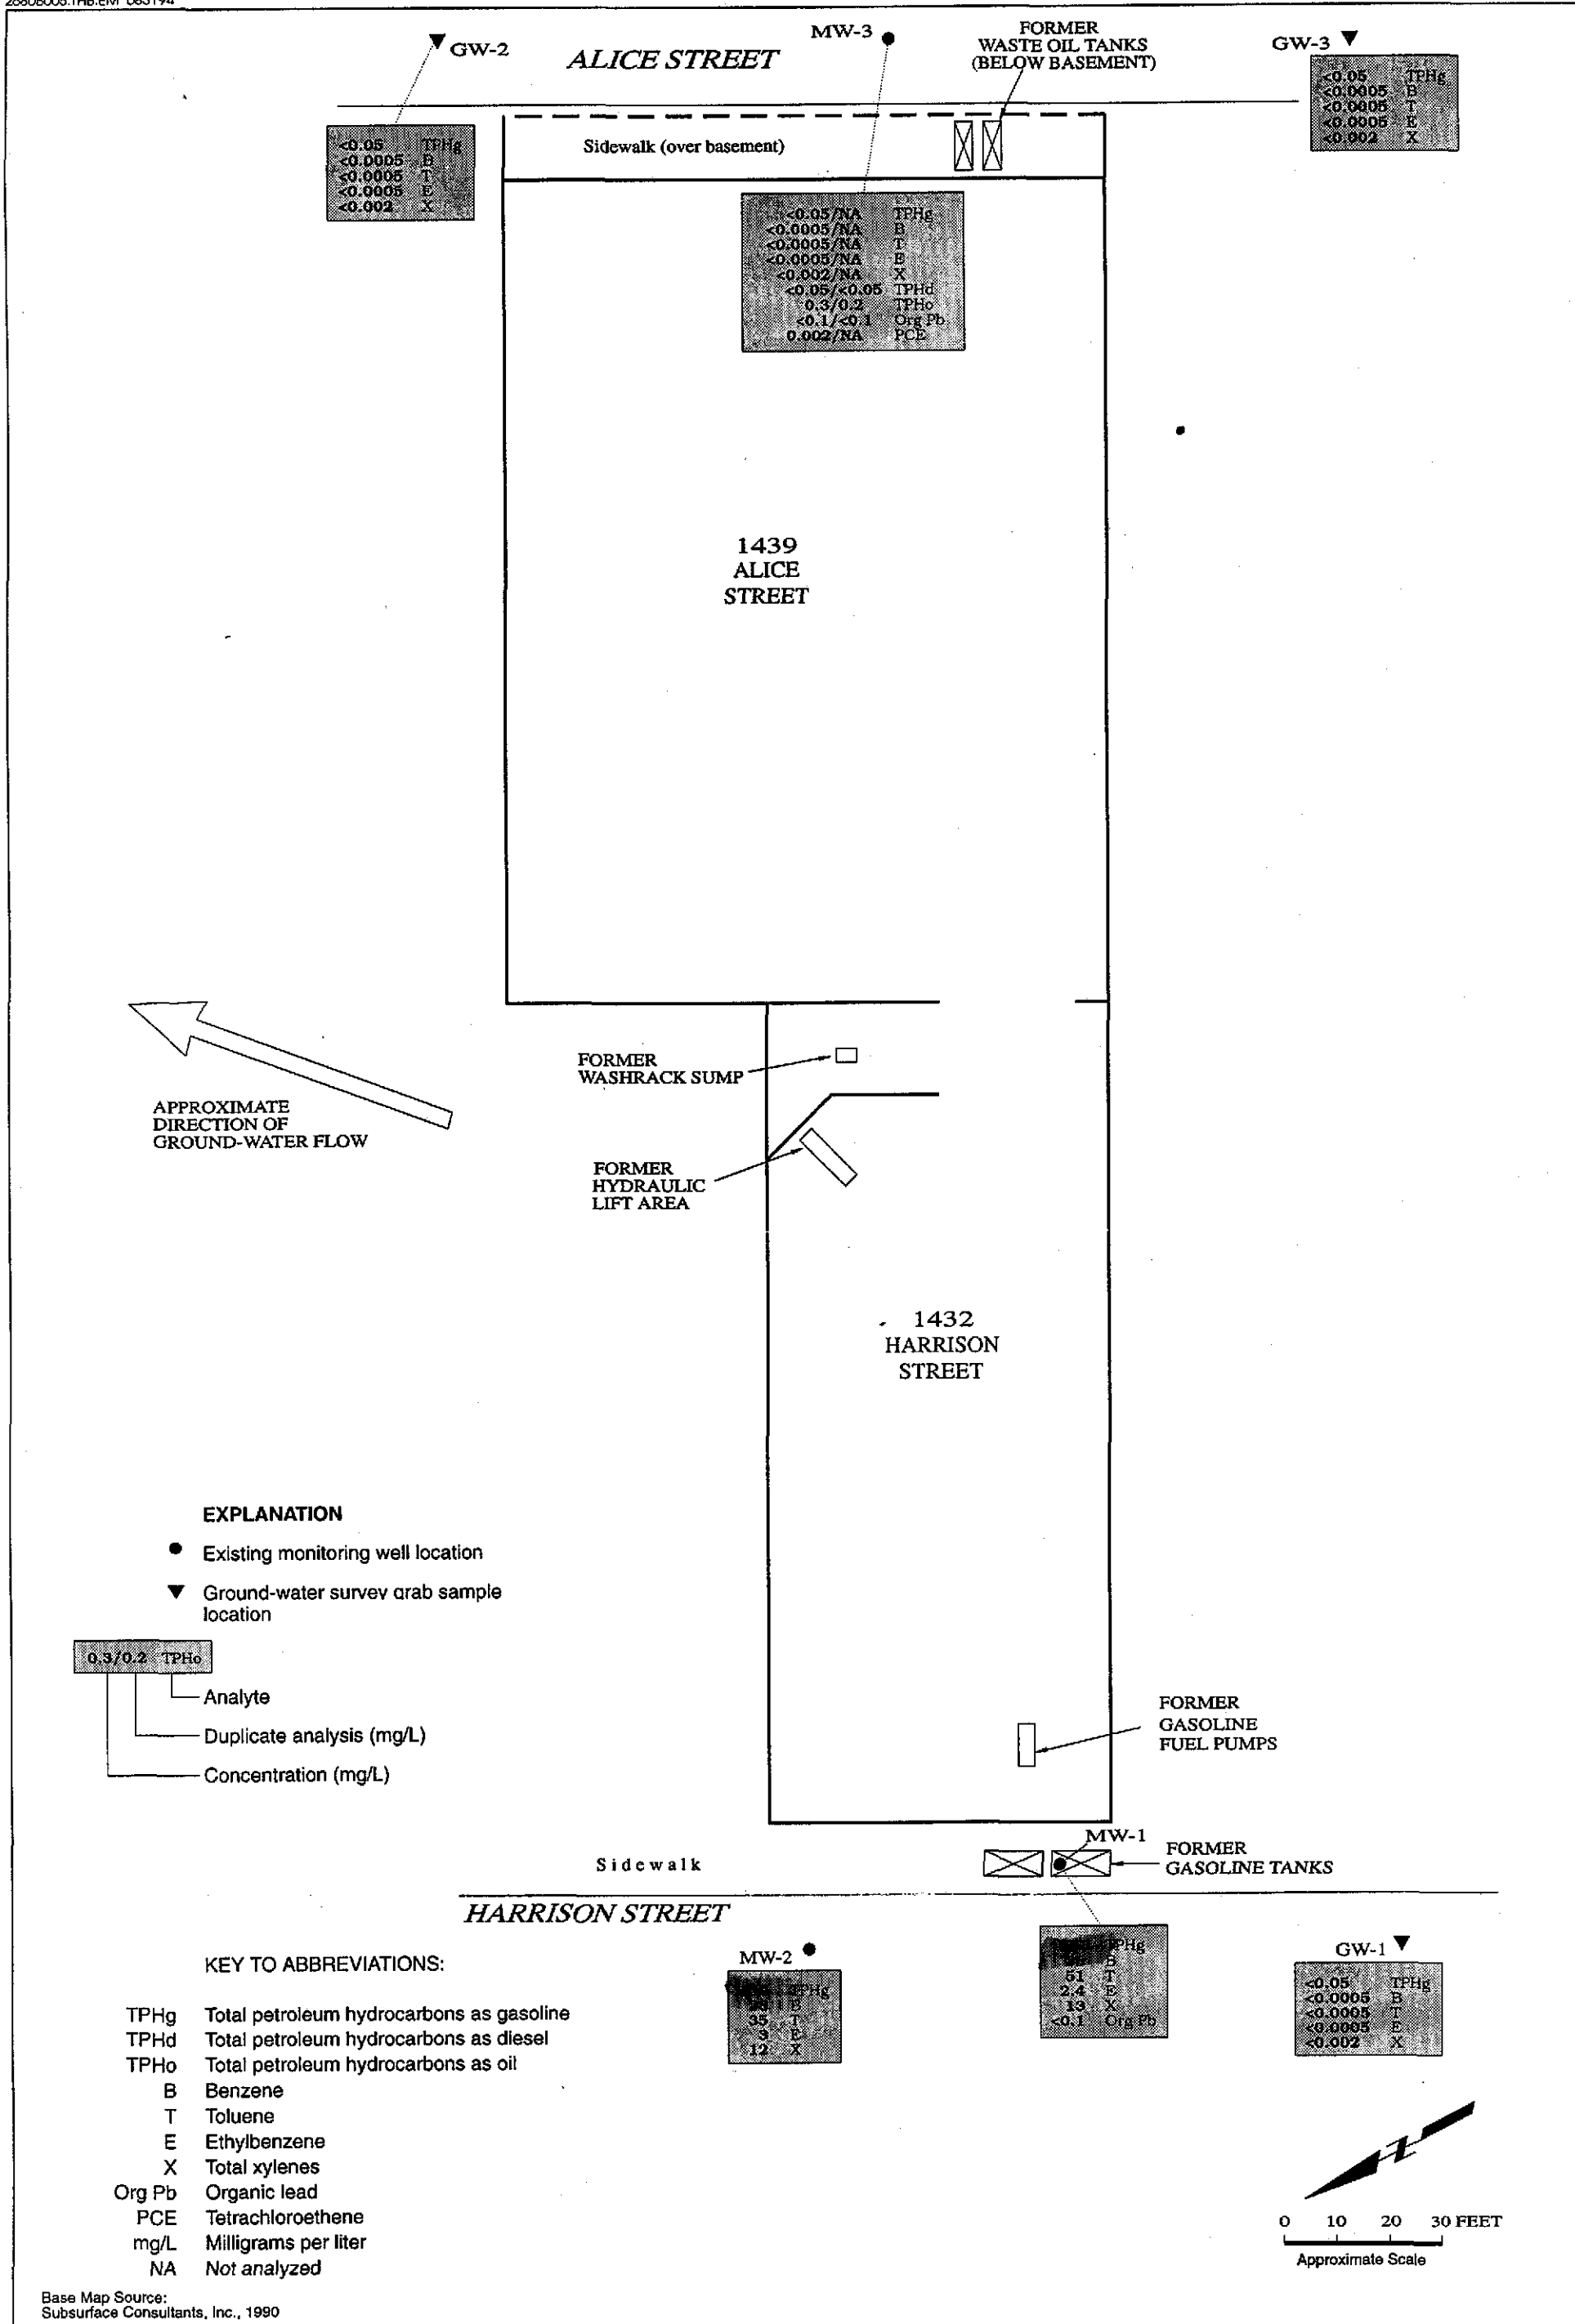 GW-2
ALICE STREET
MW-3
FORMER
WASTE OIL TANKS
(BELOW BASEMENT)
GW-3
<0.05 TPHg
<0.0005 B
<0.0005 T
<0.0005 E
<0.002 X
<0.05 TPHg
<0.0005 B
<0.0005 T
<0.0005 E
<0.002 X
Sidewalk (over basement)
<0.05/NA TPHg
<0.0005/NA B
<0.0005/NA T
<0.0005/NA E
<0.002/NA X
<0.05/<0.05 TPHd
0.3/0.2 TPHo
<0.1/<0.1 Org Pb
0.002/NA PCE
1439
ALICE
STREET
APPROXIMATE
DIRECTION OF
GROUND-WATER FLOW
FORMER
WASHRACK SUMP
FORMER
HYDRAULIC
LIFT AREA
1432
HARRISON
STREET
EXPLANATION
Existing monitoring well location
Ground-water survey grab sample
location
0.3/0.2 TPHo
Analyte
Duplicate analysis (mg/L)
Concentration (mg/L)
FORMER
GASOLINE
FUEL PUMPS
MW-1
FORMER
GASOLINE TANKS
Sidewalk
HARRISON STREET
MW-2
TPHg
B
35 T
3 E
12 X
TPHg
B
51 T
2.4 E
13 X
<0.1 Org Pb
GW-1
<0.05 TPHg
<0.0005 B
<0.0005 T
<0.0005 E
<0.002 X
KEY TO ABBREVIATIONS:
TPHg Total petroleum hydrocarbons as gasoline
TPHd Total petroleum hydrocarbons as diesel
TPHo Total petroleum hydrocarbons as oil
B Benzene
T Toluene
E Ethylbenzene
X Total xylenes
Org Pb Organic lead
PCE Tetrachloroethene
mg/L Milligrams per liter
NA Not analyzed
Z
0 10 20 30 FEET
Approximate Scale
Base Map Source:
Subsurface Consultants, Inc., 1990